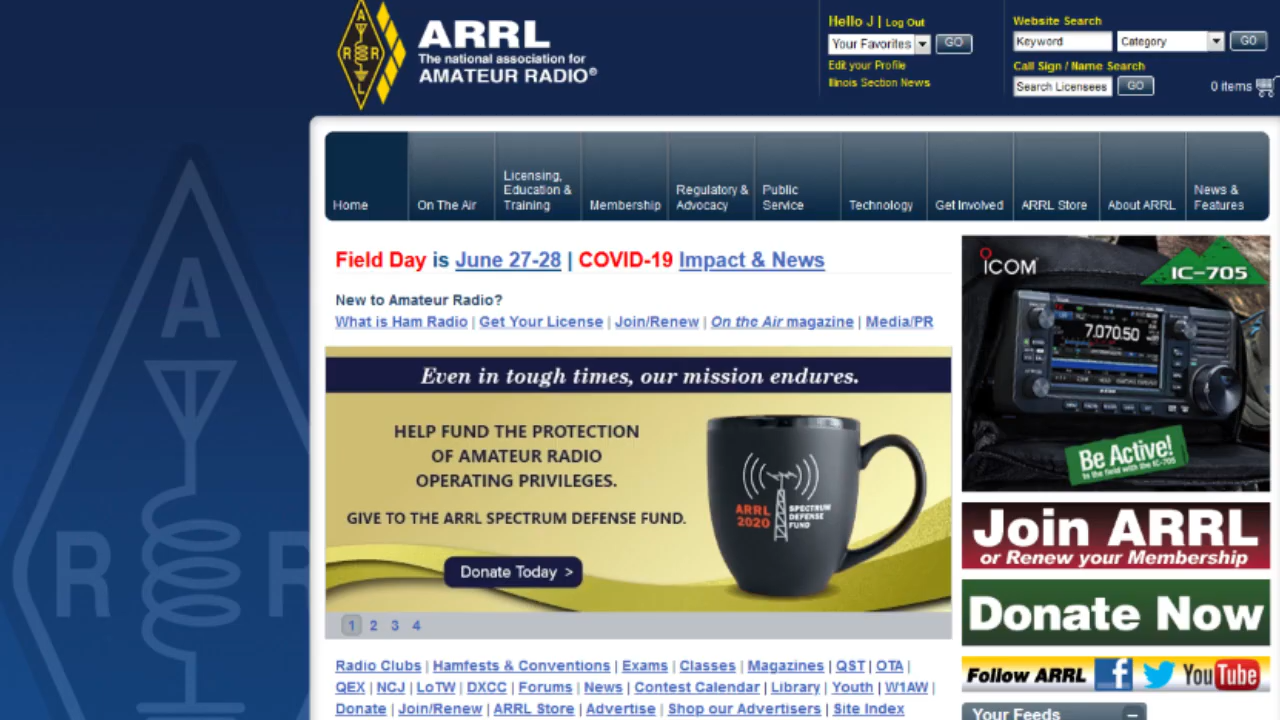 ARRL
The national association for
AMATEUR RADIO®
A
R R
L
Hello J | Log Out
Your Favorites GO
Edit your Profile
Illinois Section News
Website Search
Keyword Category GO
Call Sign / Name Search
Search Licensees GO
0 items
Home
On The Air
Licensing, Education & Training
Membership
Regulatory & Advocacy
Public Service
Technology
Get Involved
ARRL Store
About ARRL
News & Features
Field Day is June 27-28 | COVID-19 Impact & News
New to Amateur Radio?
What is Ham Radio | Get Your License | Join/Renew | On the Air magazine | Media/PR
Even in tough times, our mission endures.
HELP FUND THE PROTECTION
OF AMATEUR RADIO
OPERATING PRIVILEGES.
GIVE TO THE ARRL SPECTRUM DEFENSE FUND.
Donate Today >
ARRL 2020 SPECTRUM DEFENSE FUND
1 2 3 4
Radio Clubs | Hamfests & Conventions | Exams | Classes | Magazines | QST | OTA |
QEX | NCJ | LoTW | DXCC | Forums | News | Contest Calendar | Library | Youth | W1AW |
Donate | Join/Renew | ARRL Store | Advertise | Shop our Advertisers | Site Index
ICOM
IC-705
7.070.50
Be Active!
In the field with the IC-705
Join ARRL
or Renew your Membership
Donate Now
Follow ARRL f YouTube
Your Feeds
A
R R